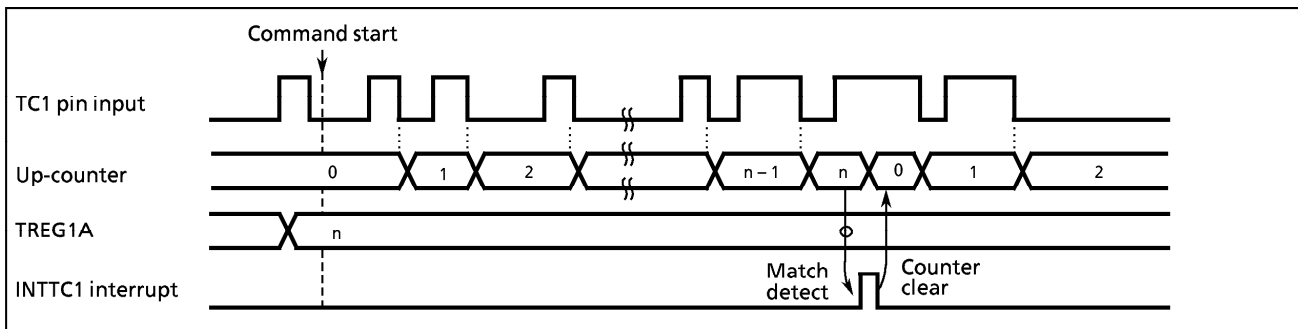 Command start
TC1 pin input
Up-counter
0
1
2
n – 1
n
0
1
2
TREG1A
n
INTTC1 interrupt
Match
detect
Counter
clear